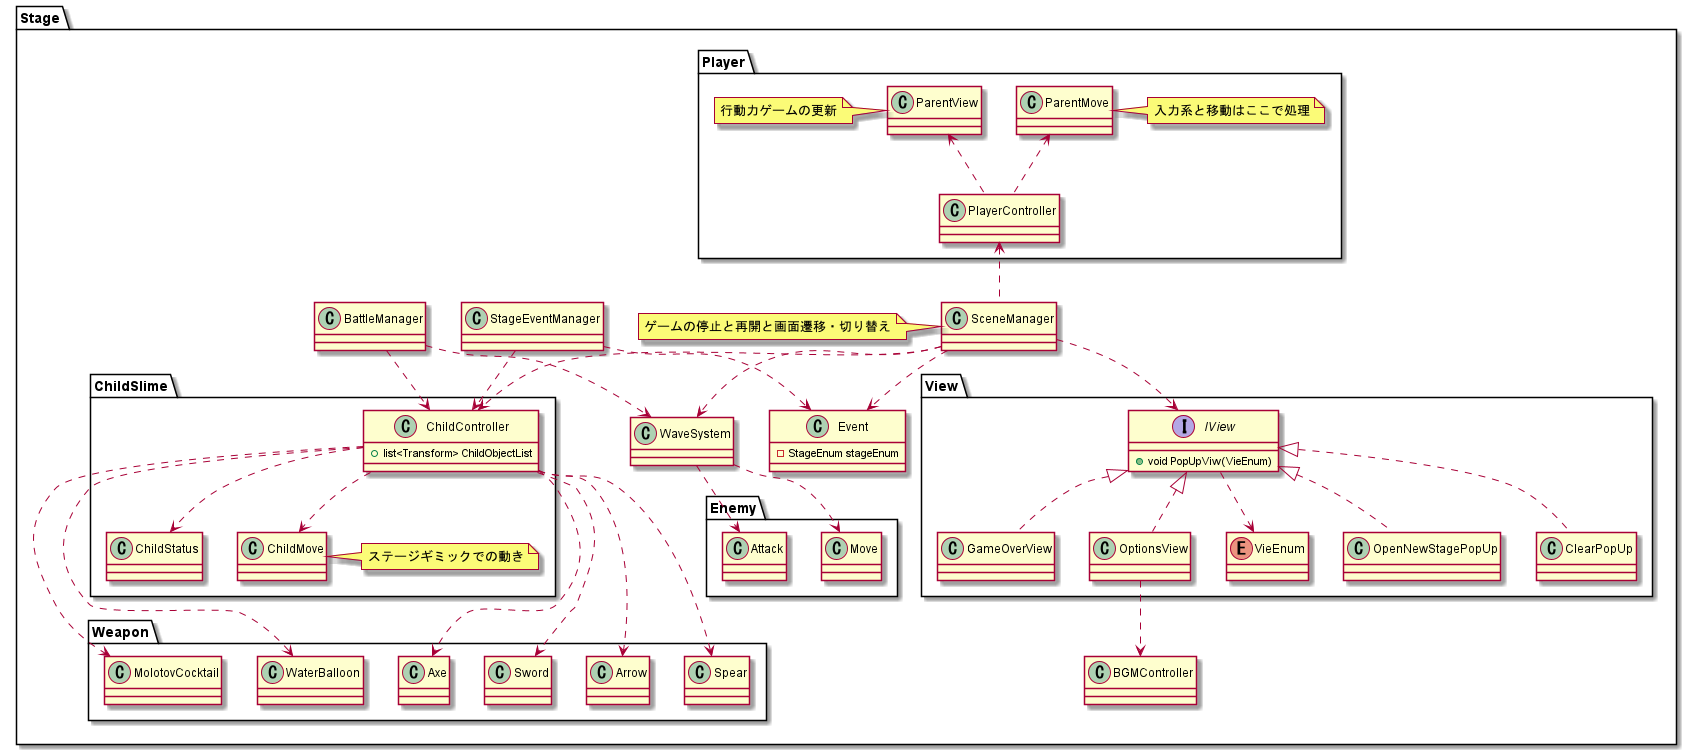 Stage
Player
行動力ゲームの更新
C ParentView
C ParentMove
入力系と移動はここで処理
C PlayerController
C BattleManager
C StageEventManager
ゲームの停止と再開と画面遷移・切り替え
C SceneManager
ChildSlime
C ChildController
list<Transform> ChildObjectList
C WaveSystem
C Event
StageEnum stageEnum
View
I IView
void PopUpViw(VieEnum)
C ChildStatus
C ChildMove
ステージギミックでの動き
Enemy
C Attack
C Move
C GameOverView
C OptionsView
E VieEnum
C OpenNewStagePopUp
C ClearPopUp
Weapon
C MolotovCocktail
C WaterBalloon
C Axe
C Sword
C Arrow
C Spear
C BGMController